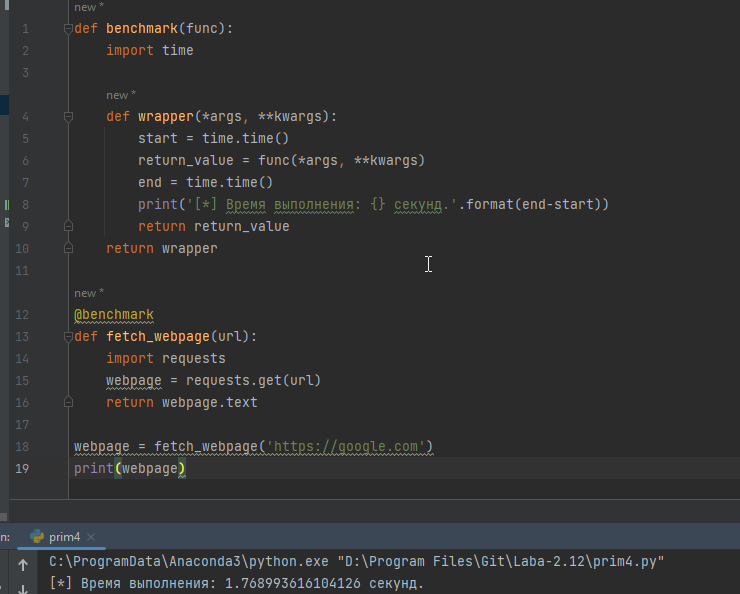 new *
1 def benchmark(func):
2 import time
3
new *
4 def wrapper(*args, **kwargs):
5 start = time.time()
6 return_value = func(*args, **kwargs)
7 end = time.time()
8 print('[*] Время выполнения: {} секунд.'.format(end-start))
9 return return_value
10 return wrapper
11
new *
12 @benchmark
13 def fetch_webpage(url):
14 import requests
15 webpage = requests.get(url)
16 return webpage.text
17
18 webpage = fetch_webpage('https://google.com')
19 print(webpage)
n: prim4 ×
C:\ProgramData\Anaconda3\python.exe "D:\Program Files\Git\Laba-2.12\prim4.py"
[*] Время выполнения: 1.768993616104126 секунд.